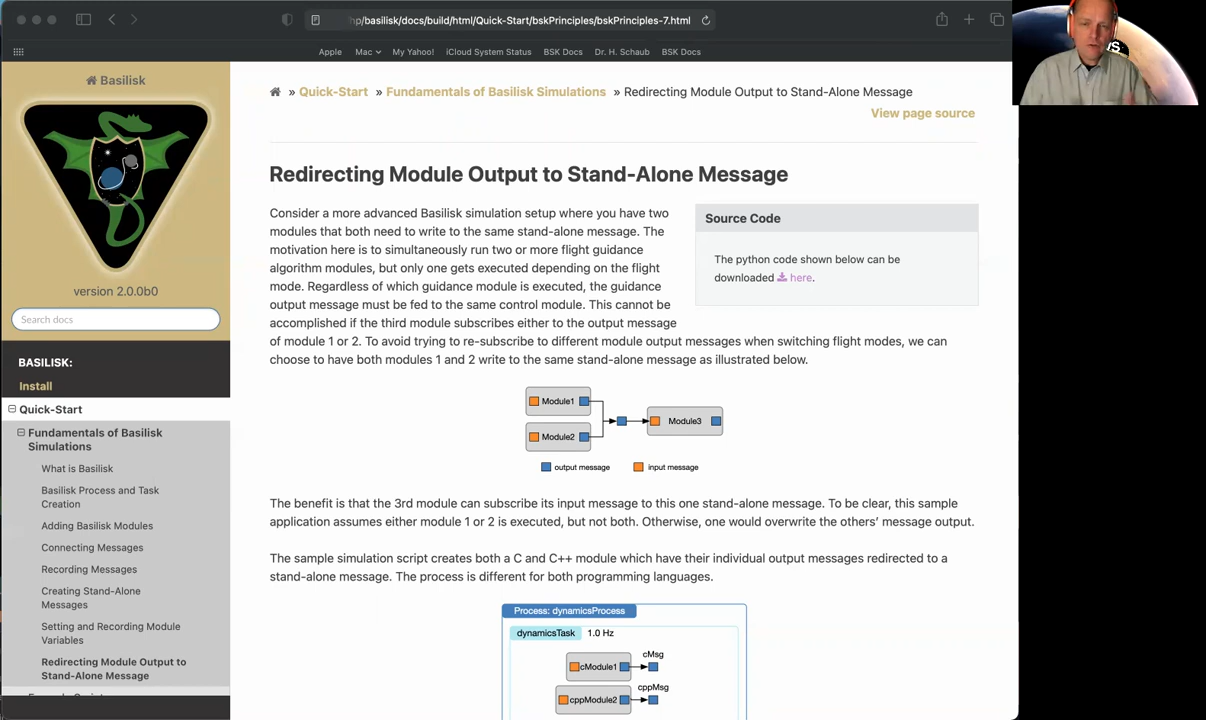 hp/basilisk/docs/build/html/Quick-Start/bskPrinciples/bskPrinciples-7.html
Apple Mac My Yahoo! iCloud System Status BSK Docs Dr. H. Schaub BSK Docs
Basilisk
version 2.0.0b0
Search docs
BASILISK:
Install
Quick-Start
Fundamentals of Basilisk
Simulations
What is Basilisk
Basilisk Process and Task
Creation
Adding Basilisk Modules
Connecting Messages
Recording Messages
Creating Stand-Alone
Messages
Setting and Recording Module
Variables
Redirecting Module Output to
Stand-Alone Message
» Quick-Start » Fundamentals of Basilisk Simulations » Redirecting Module Output to Stand-Alone Message
View page source
Redirecting Module Output to Stand-Alone Message
Consider a more advanced Basilisk simulation setup where you have two
modules that both need to write to the same stand-alone message. The
motivation here is to simultaneously run two or more flight guidance
algorithm modules, but only one gets executed depending on the flight
mode. Regardless of which guidance module is executed, the guidance
output message must be fed to the same control module. This cannot be
accomplished if the third module subscribes either to the output message
of module 1 or 2. To avoid trying to re-subscribe to different module output messages when switching flight modes, we can
choose to have both modules 1 and 2 write to the same stand-alone message as illustrated below.
Source Code
The python code shown below can be
downloaded here.
Module1
Module2
Module3
output message input message
The benefit is that the 3rd module can subscribe its input message to this one stand-alone message. To be clear, this sample
application assumes either module 1 or 2 is executed, but not both. Otherwise, one would overwrite the others’ message output.
The sample simulation script creates both a C and C++ module which have their individual output messages redirected to a
stand-alone message. The process is different for both programming languages.
Process: dynamicsProcess
dynamicsTask 1.0 Hz
cMsg
cModule1
cppMsg
cppModule2